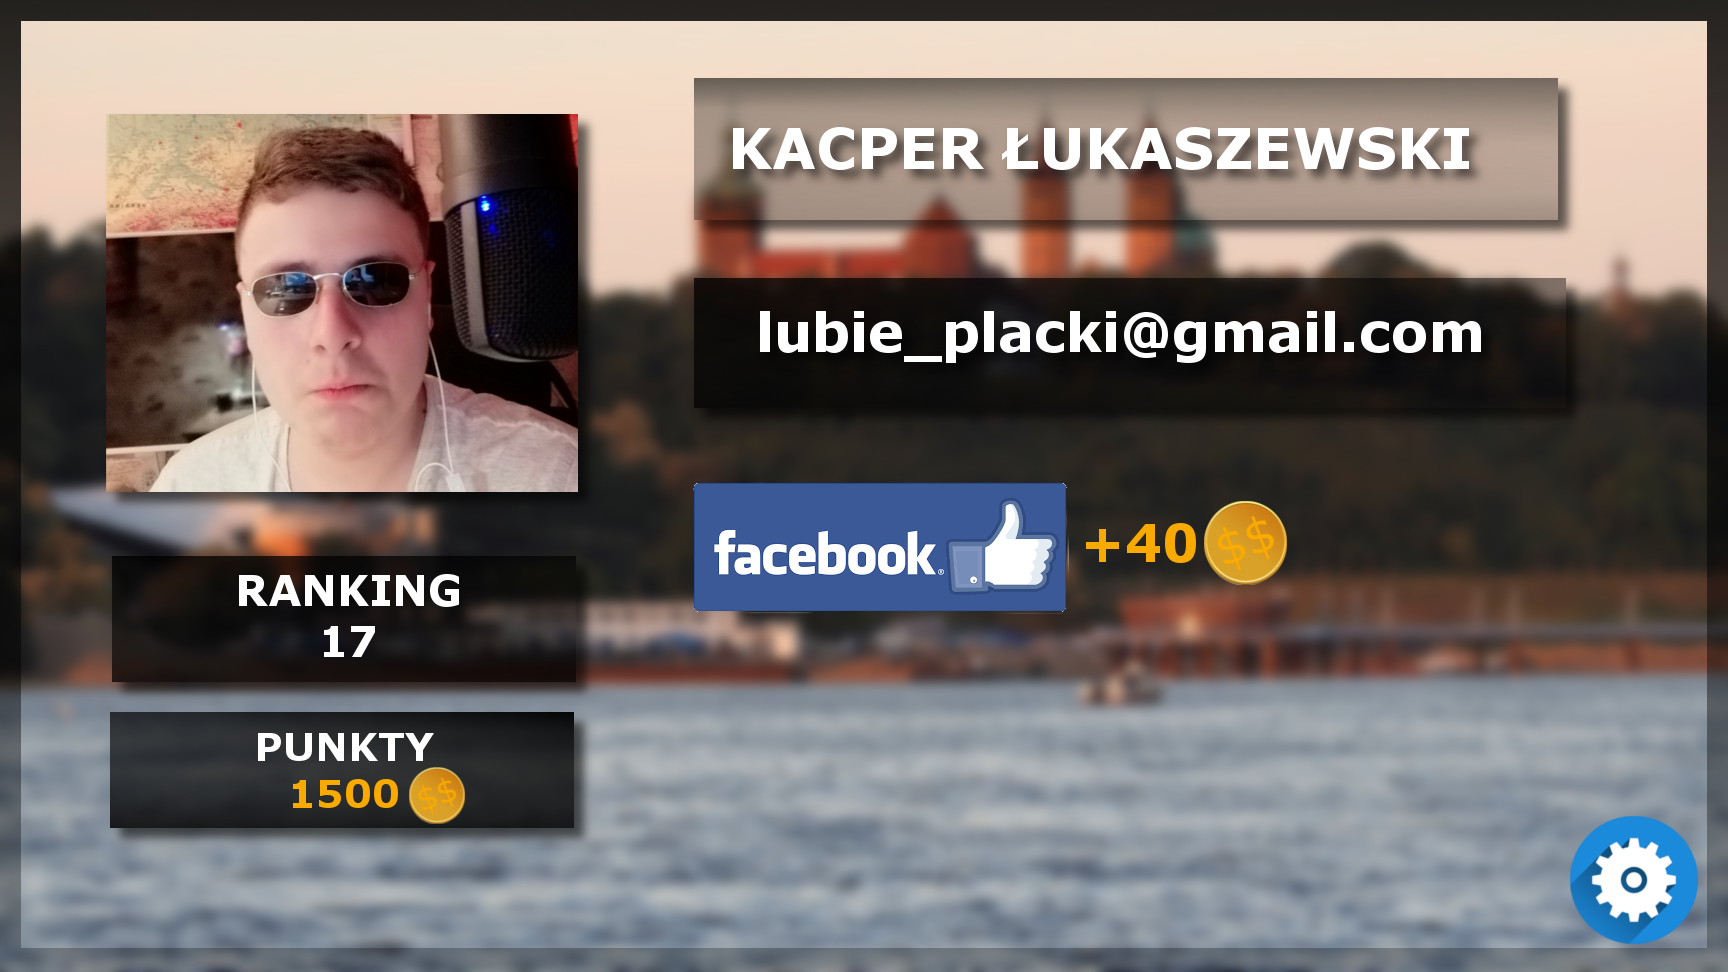 KACPER ŁUKASZEWSKI
lubie_placki@gmail.com
facebook®
+40
RANKING
17
PUNKTY
1500